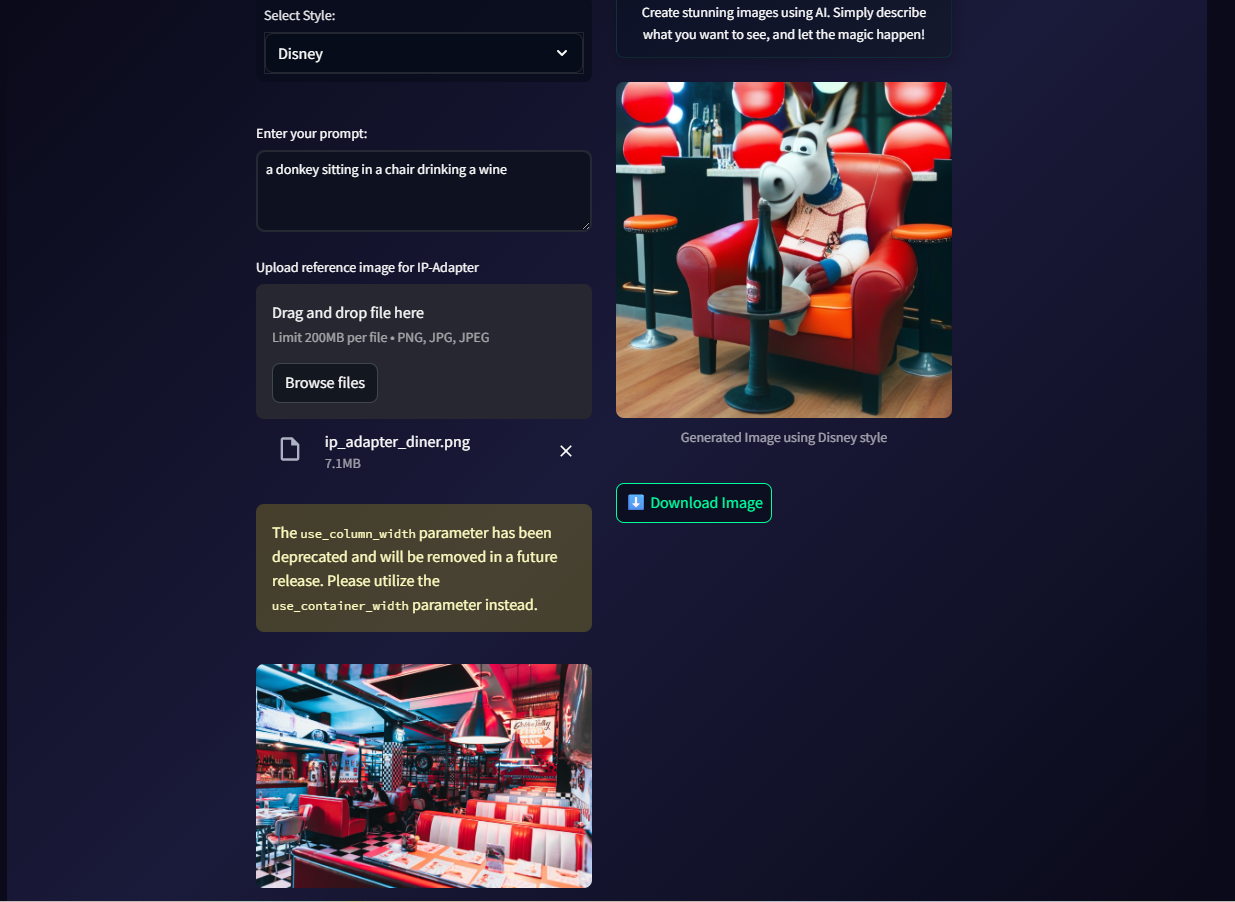 Select Style:
Disney
Enter your prompt:
a donkey sitting in a chair drinking a wine
Upload reference image for IP-Adapter
Drag and drop file here
Limit 200MB per file • PNG, JPG, JPEG
Browse files
ip_adapter_diner.png
7.1MB
The use_column_width parameter has been
deprecated and will be removed in a future
release. Please utilize the
use_container_width parameter instead.
Create stunning images using AI. Simply describe
what you want to see, and let the magic happen!
Generated Image using Disney style
Download Image